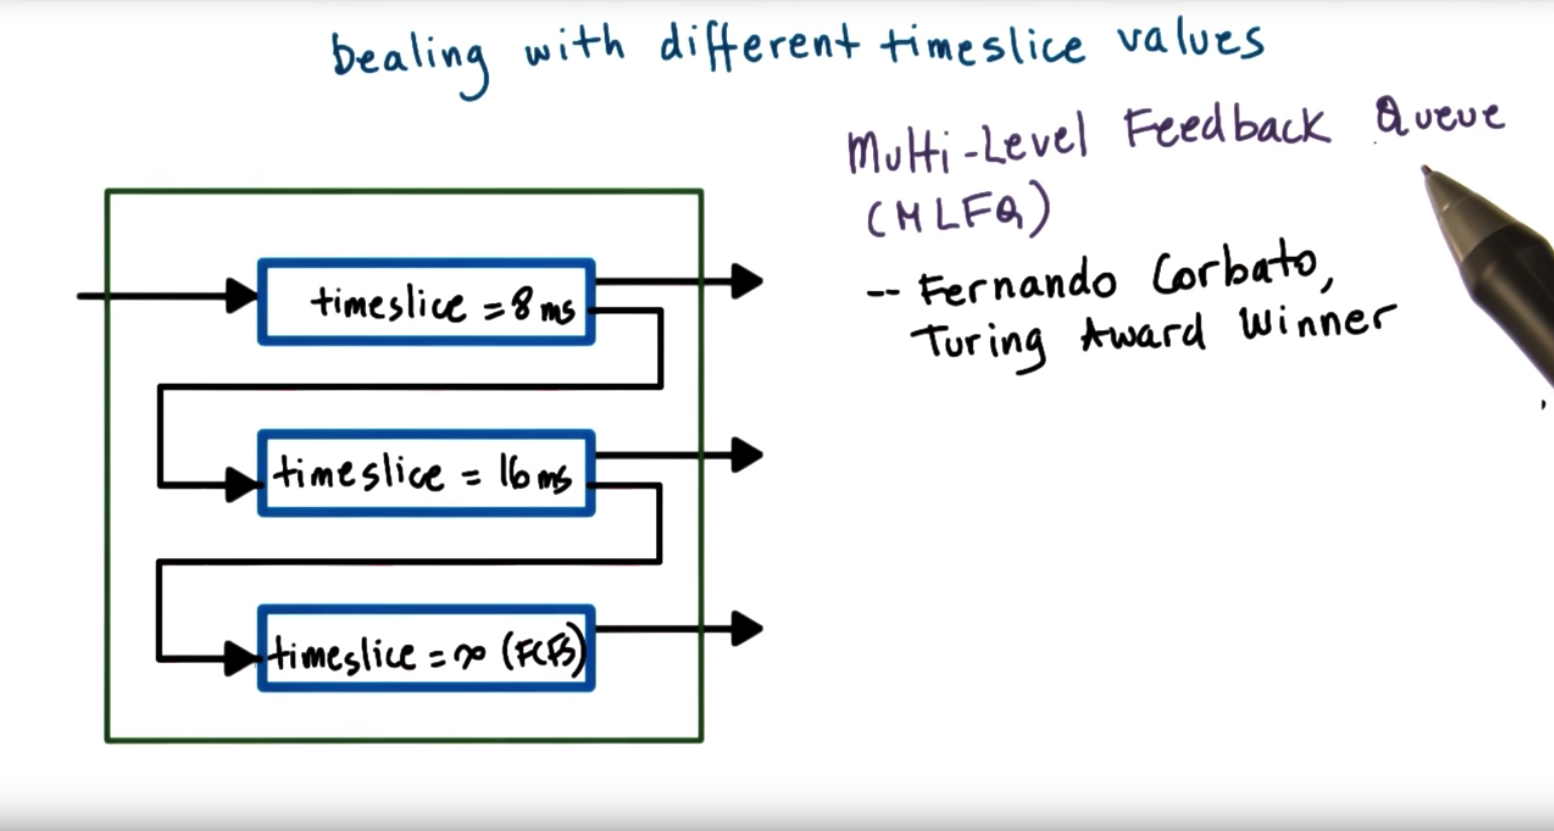 Dealing with different timeslice values
Multi-Level Feedback Queue
(MLFQ)
-- Fernando Corbato,
Turing Award Winner
timeslice = 8 ms
timeslice = 16 ms
timeslice = ∞ (FCFS)